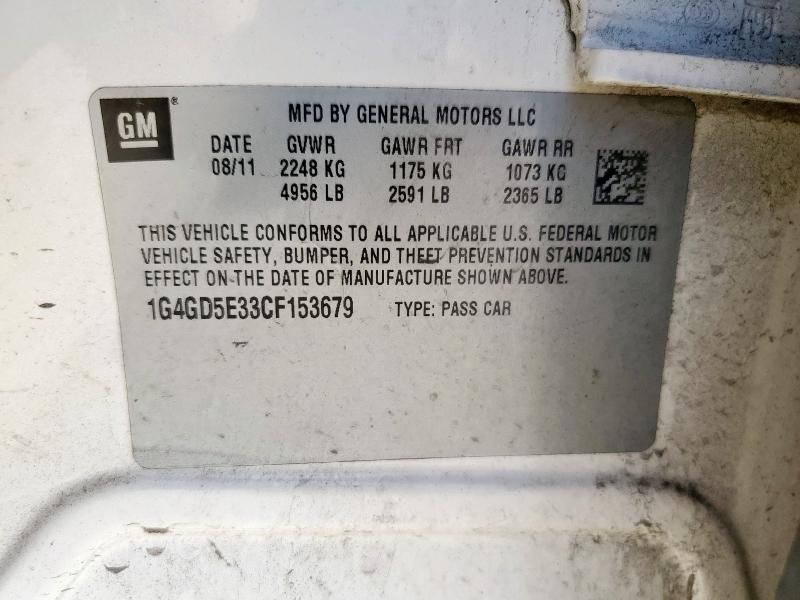 GM®
MFD BY GENERAL MOTORS LLC
DATE GVWR GAWR FRT GAWR RR
08/11 2248 KG 1175 KG 1073 KG
4956 LB 2591 LB 2365 LB
THIS VEHICLE CONFORMS TO ALL APPLICABLE U.S. FEDERAL MOTOR
VEHICLE SAFETY, BUMPER, AND THEFT PREVENTION STANDARDS IN
EFFECT ON THE DATE OF MANUFACTURE SHOWN ABOVE.
1G4GD5E33CF153679 TYPE: PASS CAR